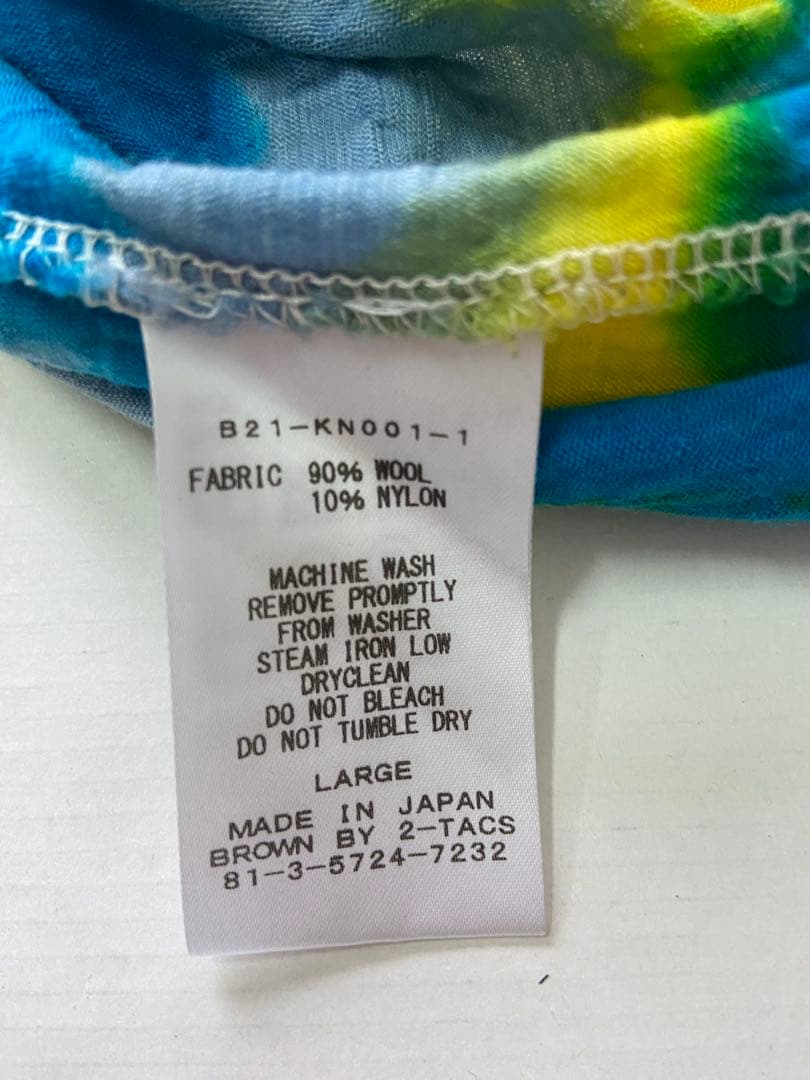 B21-KN001-1
FABRIC 90% WOOL
10% NYLON
MACHINE WASH
REMOVE PROMPTLY
FROM WASHER
STEAM IRON LOW
DRYCLEAN
DO NOT BLEACH
DO NOT TUMBLE DRY
LARGE
MADE IN JAPAN
BROWN BY 2-TACS
81-3-5724-7232